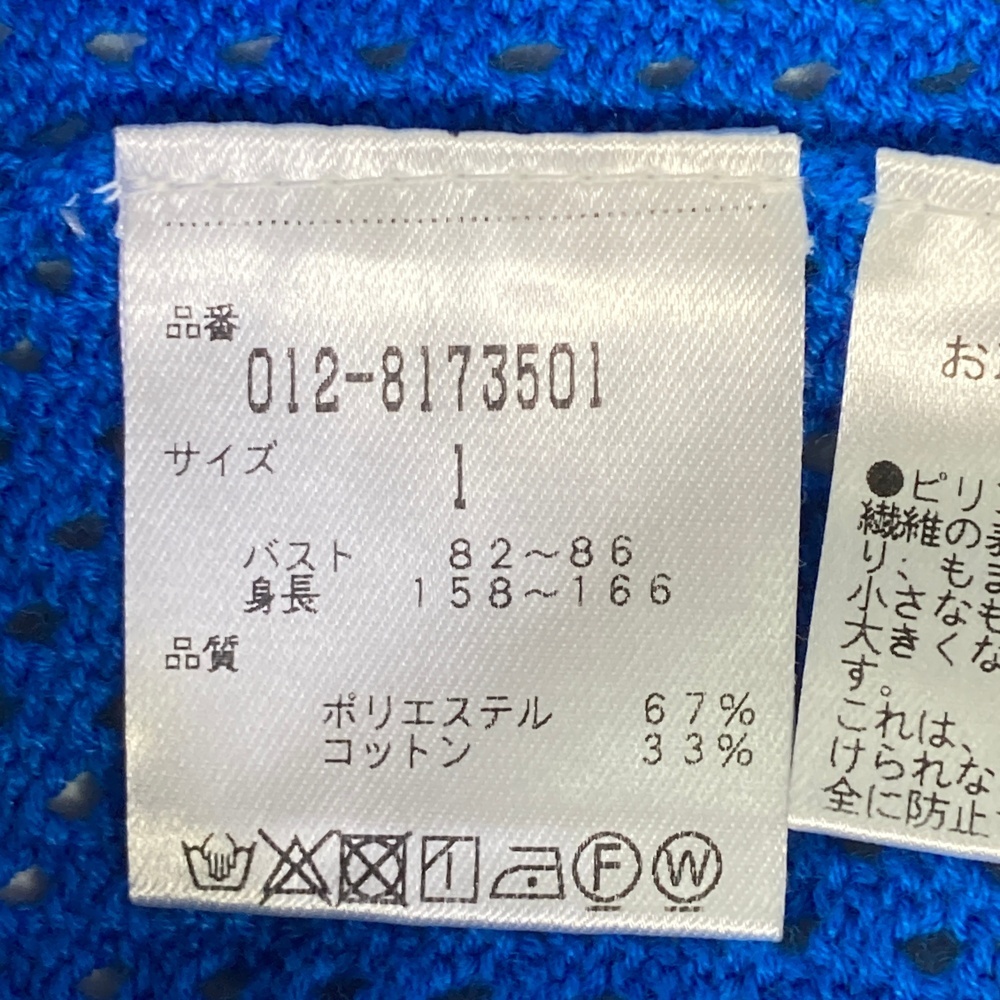 品番
012-8173501
サイズ 1
バスト 82～86
身長 158～166
品質
ポリエステル 67%
コットン 33%
F W
お
●ピリ
繊維の
り、も
小さなも
大きくな
す。
これは、
けられな
全に防止